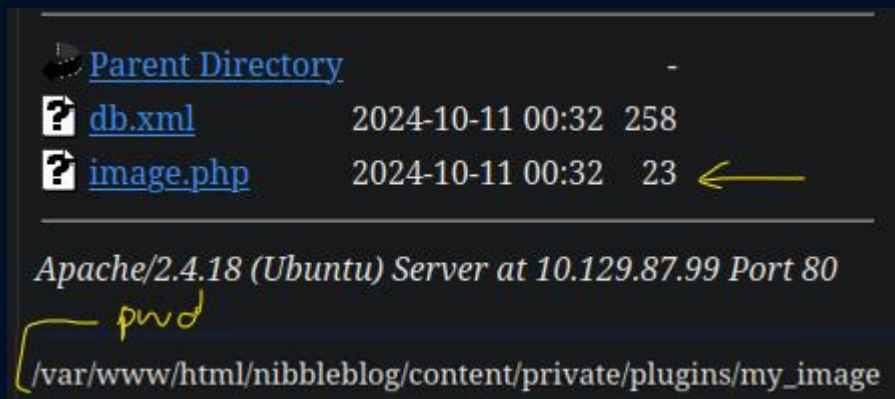 Parent Directory -
db.xml 2024-10-11 00:32 258
image.php 2024-10-11 00:32 23
Apache/2.4.18 (Ubuntu) Server at 10.129.87.99 Port 80
pwd
/var/www/html/nibbleblog/content/private/plugins/my_image